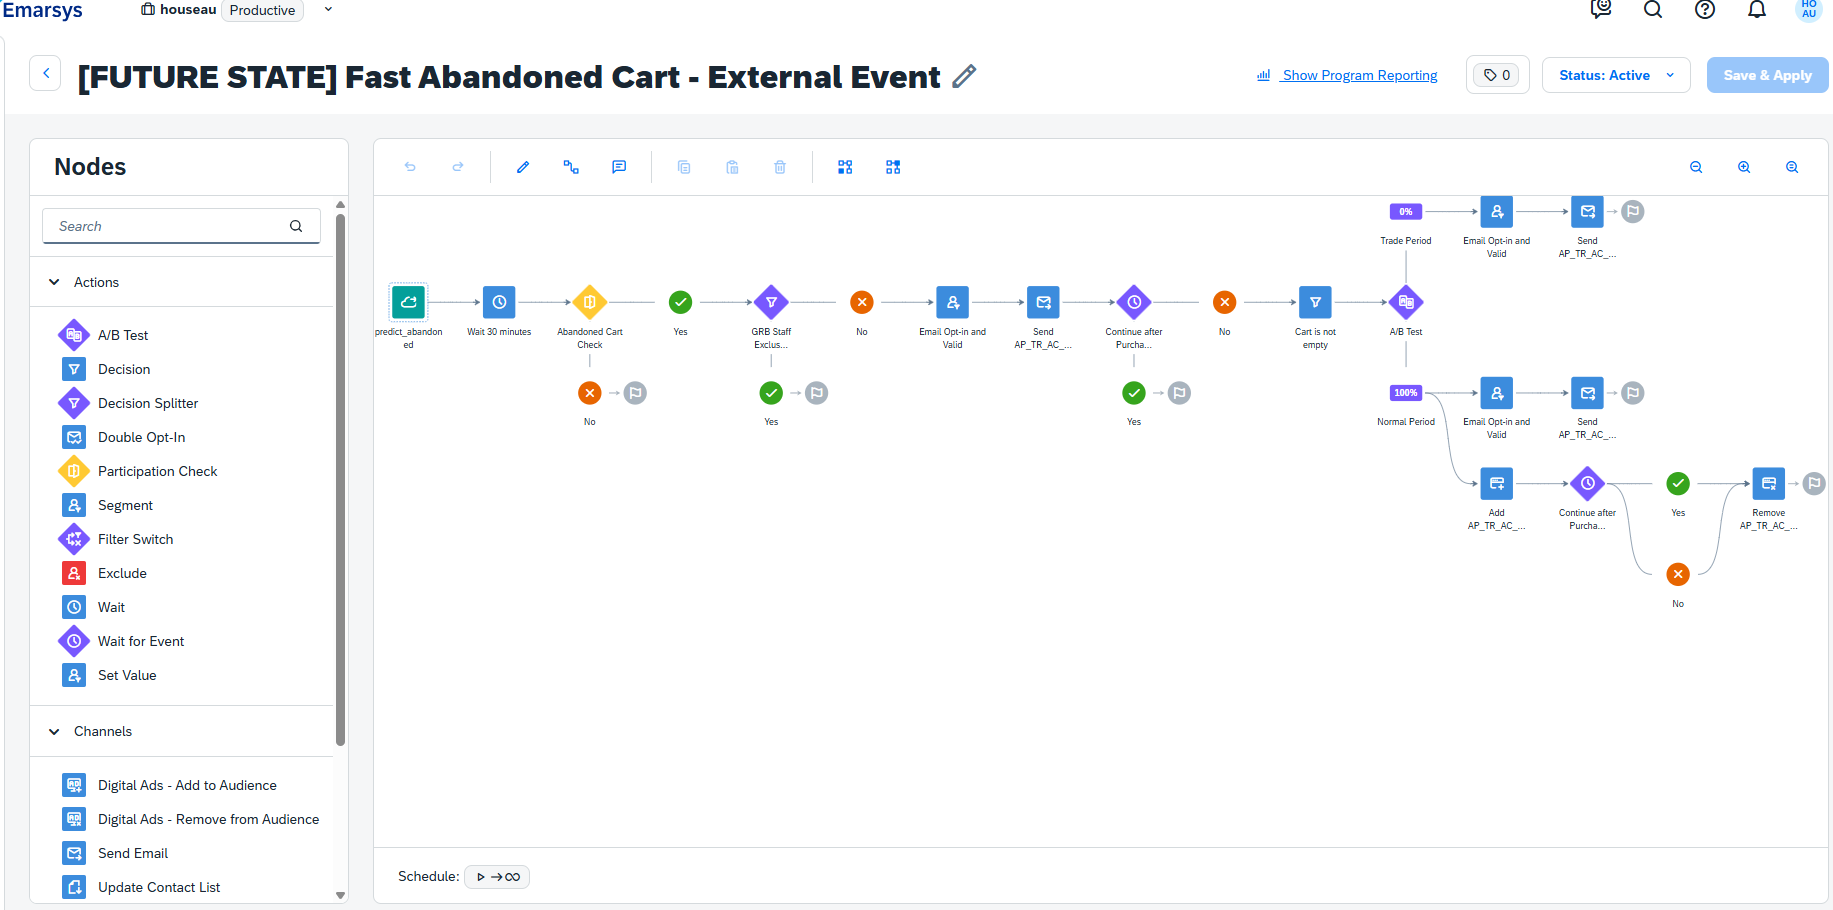 Emarsys
houseau
Productive
HO
AU
[FUTURE STATE] Fast Abandoned Cart - External Event
Show Program Reporting
0
Status: Active
Save & Apply
Nodes
Search
Actions
A/B Test
Decision
Decision Splitter
Double Opt-In
Participation Check
Segment
Filter Switch
Exclude
Wait
Wait for Event
Set Value
Channels
Digital Ads - Add to Audience
Digital Ads - Remove from Audience
Send Email
Update Contact List
0%
Trade Period
Email Opt-in and
Valid
Send
AP_TR_AC_...
predict_abandon
ed
Wait 30 minutes
Abandoned Cart
Check
Yes
GRB Staff
Exclus...
No
Email Opt-in and
Valid
Send
AP_TR_AC_...
Continue after
Purcha...
No
Cart is not
empty
A/B Test
No
Yes
Yes
100%
Normal Period
Email Opt-in and
Valid
Send
AP_TR_AC_...
Add
AP_TR_AC_...
Continue after
Purcha...
Yes
Remove
AP_TR_AC_...
No
Schedule: